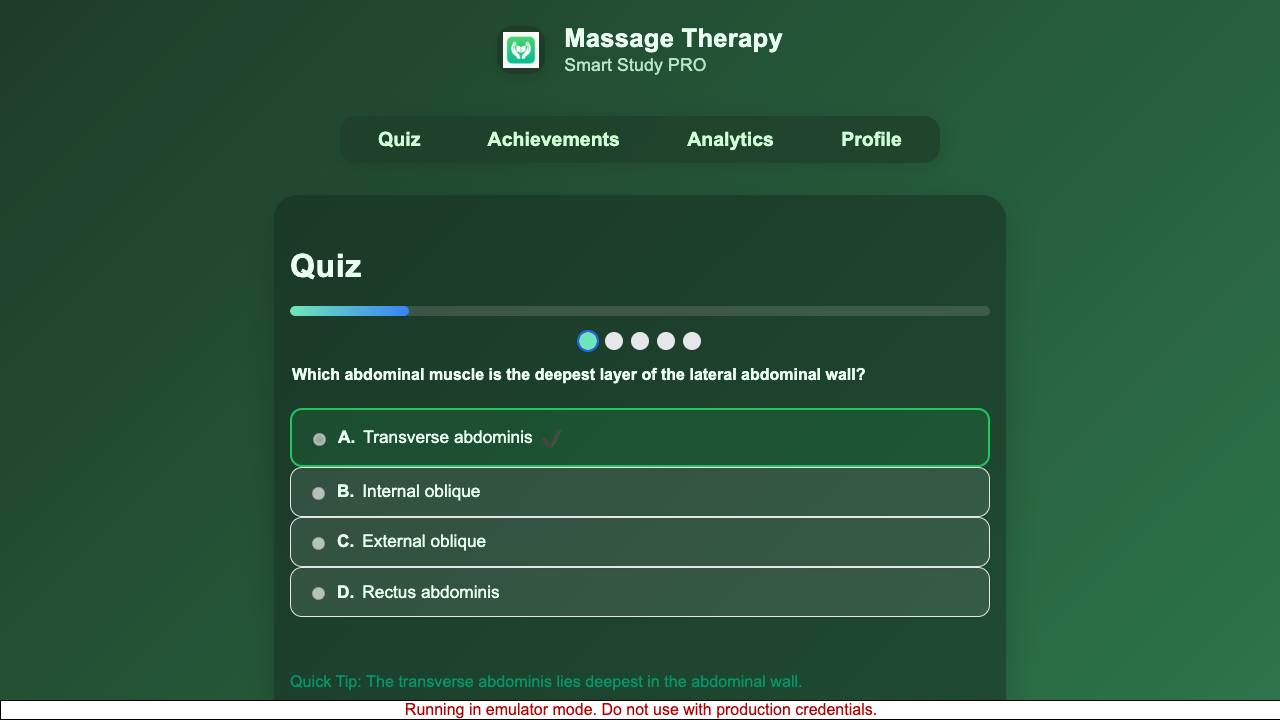 Massage Therapy
Smart Study PRO
Quiz Achievements Analytics Profile
Quiz
Which abdominal muscle is the deepest layer of the lateral abdominal wall?
A. Transverse abdominis ✔
B. Internal oblique
C. External oblique
D. Rectus abdominis
Quick Tip: The transverse abdominis lies deepest in the abdominal wall.
Running in emulator mode. Do not use with production credentials.